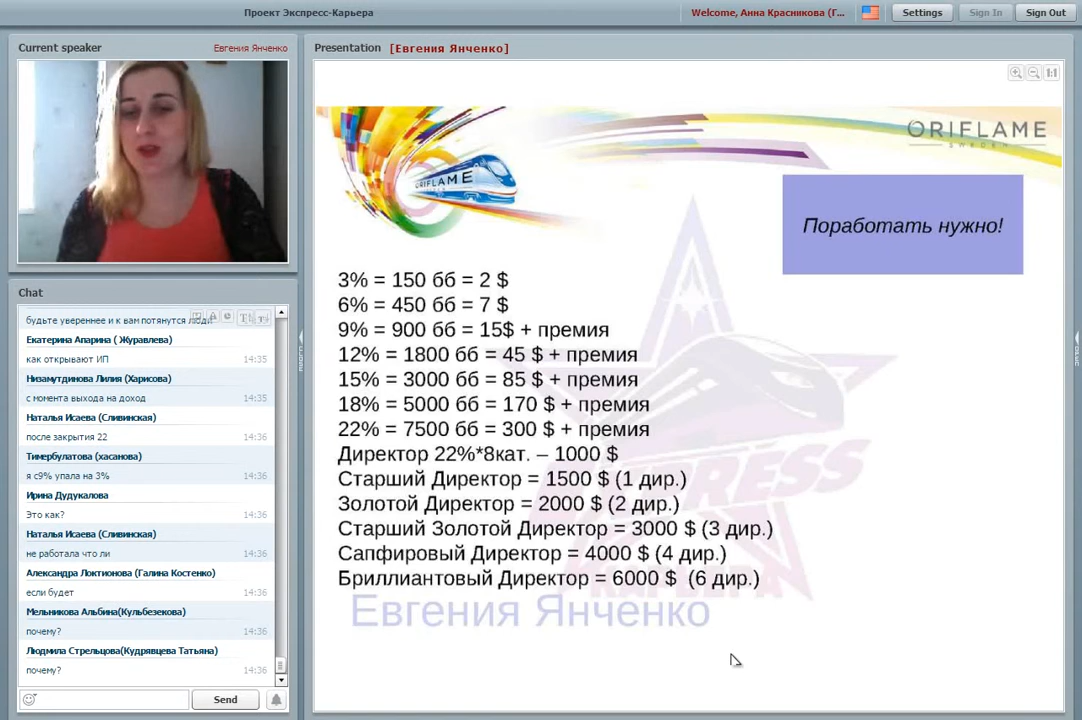 Проект Экспресс-Карьера
Welcome, Анна Красникова (Г...
Settings
Sign In
Sign Out
Current speaker
Евгения Янченко
Presentation [Евгения Янченко]
Chat
будьте увереннее и к вам потянутся люди
Екатерина Апарина ( Журавлева)
как открывают ИП
14:35
Низамутдинова Лилия (Харисова)
с момента выхода на доход
14:35
Наталья Исаева (Сливинская)
после закрытия 22
14:36
Тимербулатова (хасанова)
я с9% упала на 3%
14:36
Ирина Дудукалова
Это как?
14:36
Наталья Исаева (Сливинская)
не работала что ли
14:36
Александра Локтионова (Галина Костенко)
если будет
14:36
Мельникова Альбина(Кульбезекова)
почему?
14:36
Людмила Стрельцова(Кудрявцева Татьяна)
почему?
14:36
Send
1:1
ORIFLAME
SWEDEN
ORIFLAME
Поработать нужно!
3% = 150 бб = 2 $
6% = 450 бб = 7 $
9% = 900 бб = 15$ + премия
12% = 1800 бб = 45 $ + премия
15% = 3000 бб = 85 $ + премия
18% = 5000 бб = 170 $ + премия
22% = 7500 бб = 300 $ + премия
Директор 22%*8кат. – 1000 $
Старший Директор = 1500 $ (1 дир.)
Золотой Директор = 2000 $ (2 дир.)
Старший Золотой Директор = 3000 $ (3 дир.)
Сапфировый Директор = 4000 $ (4 дир.)
Бриллиантовый Директор = 6000 $ (6 дир.)
Евгения Янченко